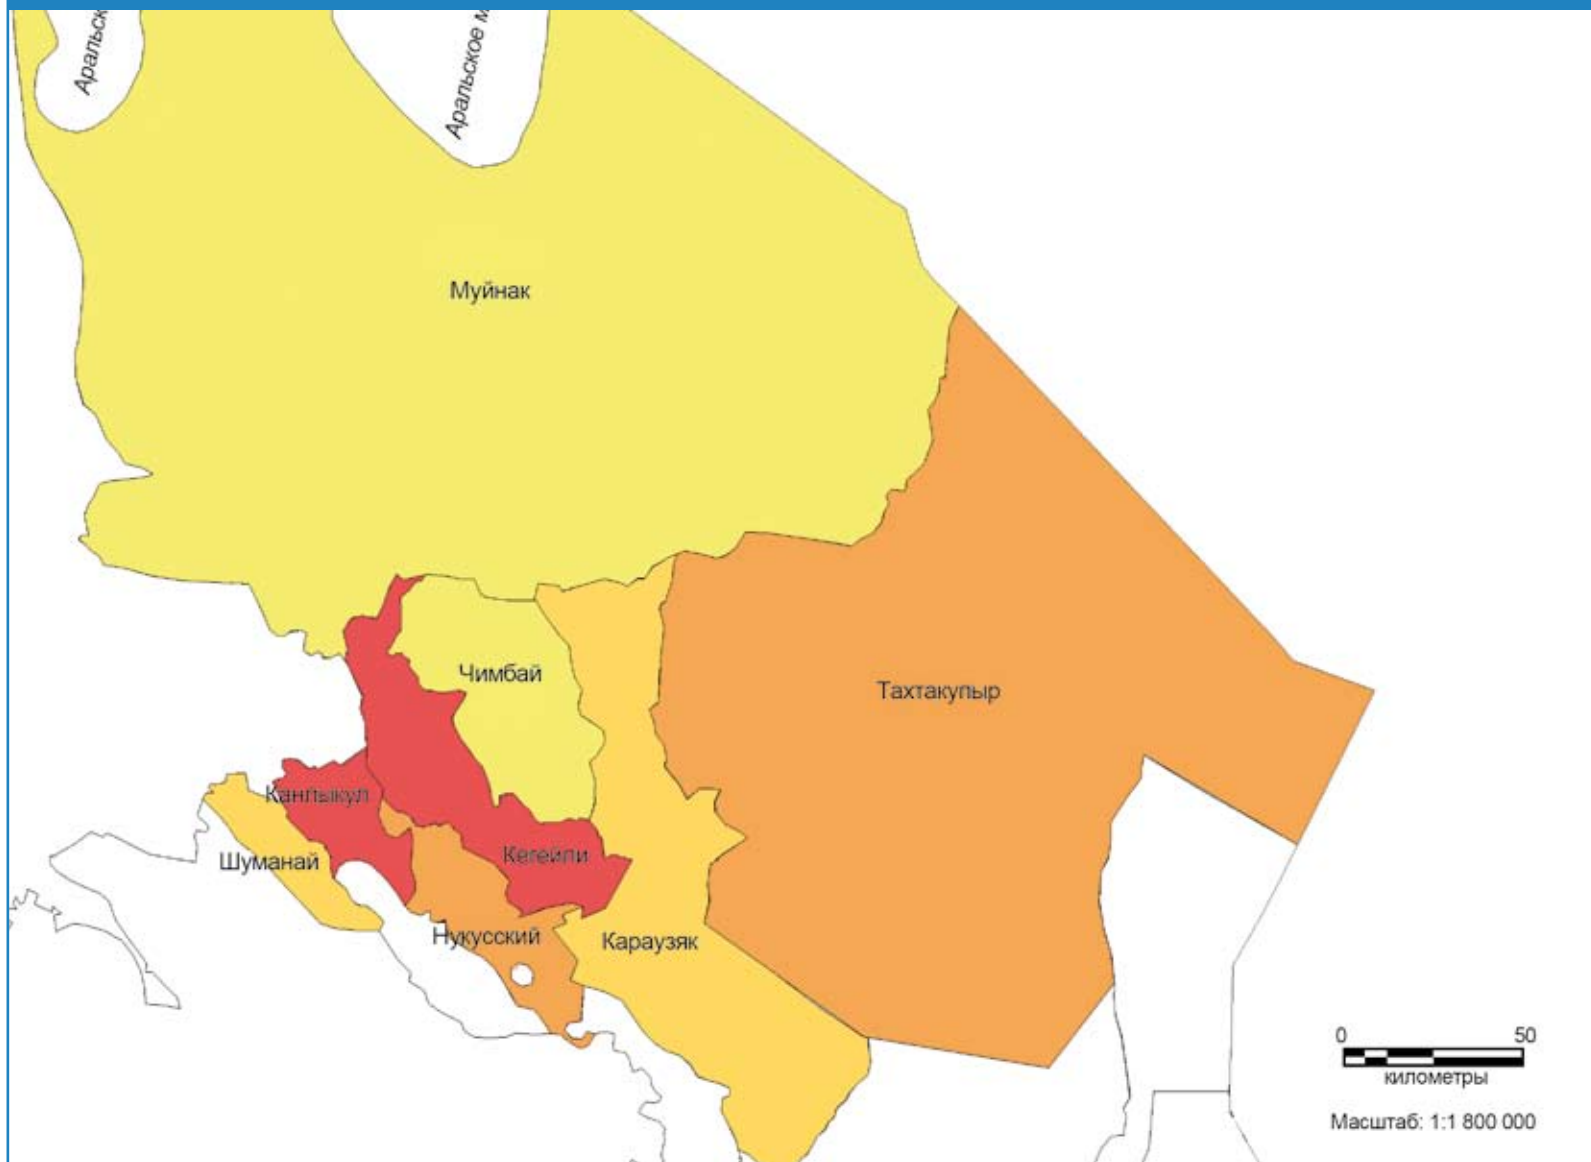 Аральск
Аральское м
Муйнак
Чимбай
Тахтакупыр
Канлыкул
Кегейли
Шуманай
Нукусский
Караузяк
0 50
километры
Масштаб: 1:1 800 000